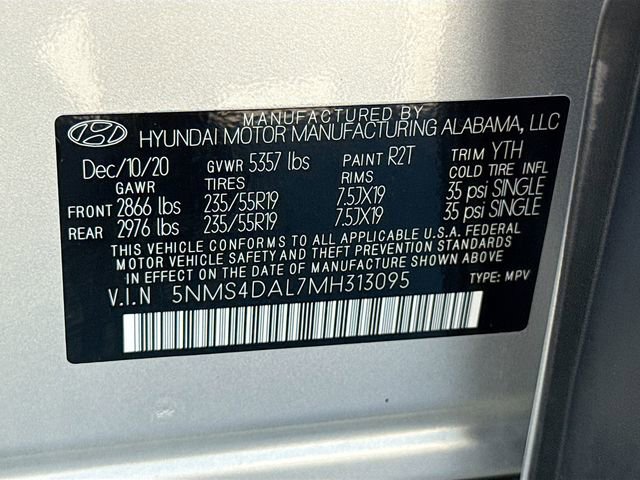 MANUFACTURED BY
HYUNDAI MOTOR MANUFACTURING ALABAMA, LLC
Dec/10/20 GVWR 5357 lbs PAINT R2T TRIM YTH
GAWR TIRES RIMS COLD TIRE INFL
FRONT 2866 lbs 235/55R19 7.5JX19 35 psi SINGLE
REAR 2976 lbs 235/55R19 7.5JX19 35 psi SINGLE
THIS VEHICLE CONFORMS TO ALL APPLICABLE U.S.A. FEDERAL
MOTOR VEHICLE SAFETY AND THEFT PREVENTION STANDARDS
IN EFFECT ON THE DATE OF MANUFACTURE SHOWN ABOVE
V.I.N 5NMS4DAL7MH313095 TYPE: MPV